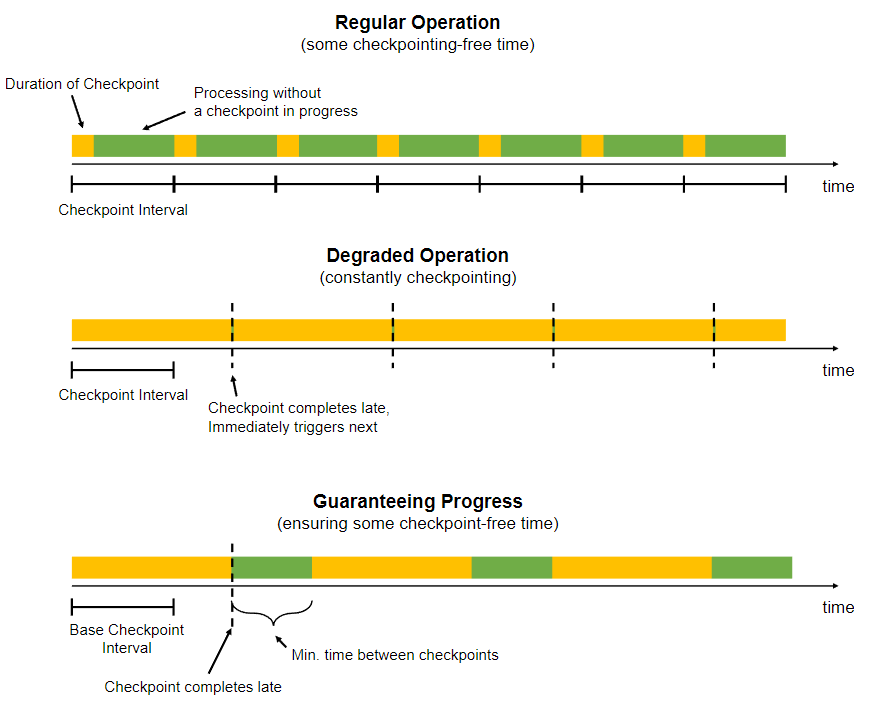 Regular Operation
(some checkpointing-free time)
Duration of Checkpoint
Processing without
a checkpoint in progress
time
Checkpoint Interval
Degraded Operation
(constantly checkpointing)
time
Checkpoint Interval
Checkpoint completes late,
Immediately triggers next
Guaranteeing Progress
(ensuring some checkpoint-free time)
time
Base Checkpoint
Interval
Min. time between checkpoints
Checkpoint completes late